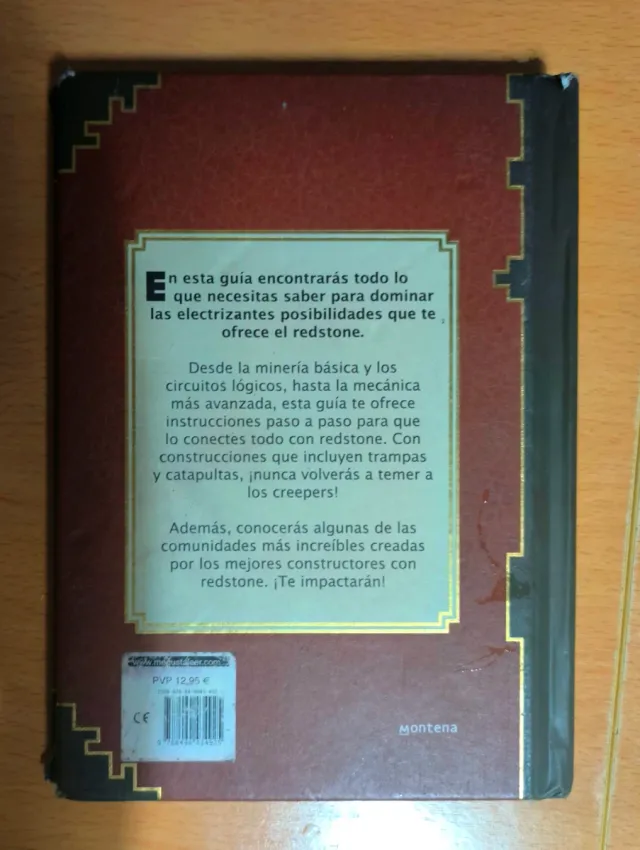 En esta guía encontrarás todo lo
que necesitas saber para dominar
las electrizantes posibilidades que te
ofrece el redstone.
Desde la minería básica y los
circuitos lógicos, hasta la mecánica
más avanzada, esta guía te ofrece
instrucciones paso a paso para que
lo conectes todo con redstone. Con
construcciones que incluyen trampas
y catapultas, ¡nunca volverás a temer a
los creepers!
Además, conocerás algunas de las
comunidades más increíbles creadas
por los mejores constructores con
redstone. ¡Te impactarán!
www.megustaleer.com
PVP 12,95 €
CE
Montena